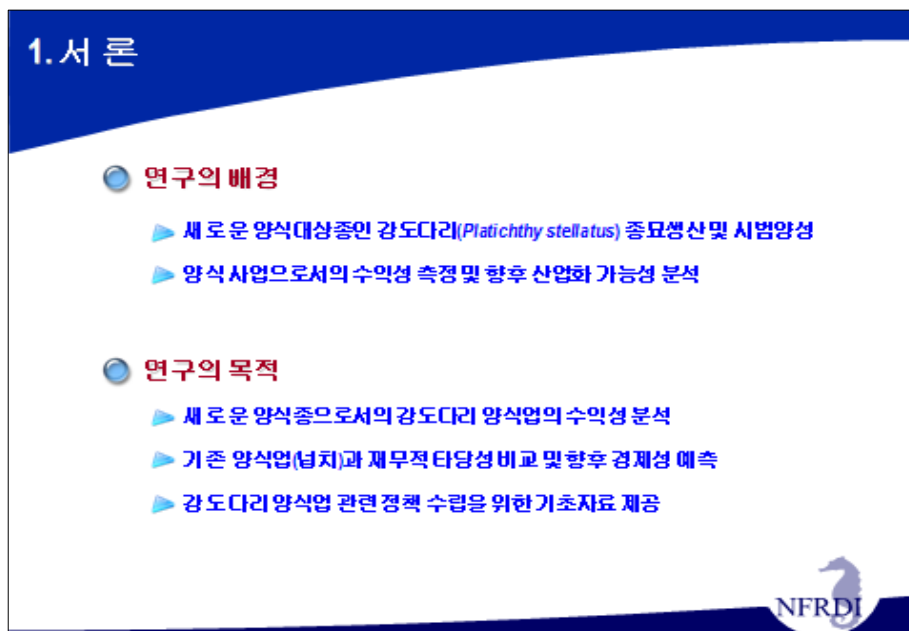 1. 서 론
연구의 배경
새로운 양식대상종인 강도다리(Platichthy stellatus) 종묘생산 및 시범양성
양식 사업으로서의 수익성 측정 및 향후 산업화 가능성 분석
연구의 목적
새로운 양식종으로서의 강도다리 양식업의 수익성 분석
기존 양식업(넙치)과 재무적 타당성 비교 및 향후 경제성 예측
강도다리 양식업 관련 정책 수립을 위한 기초자료 제공
NFRDI